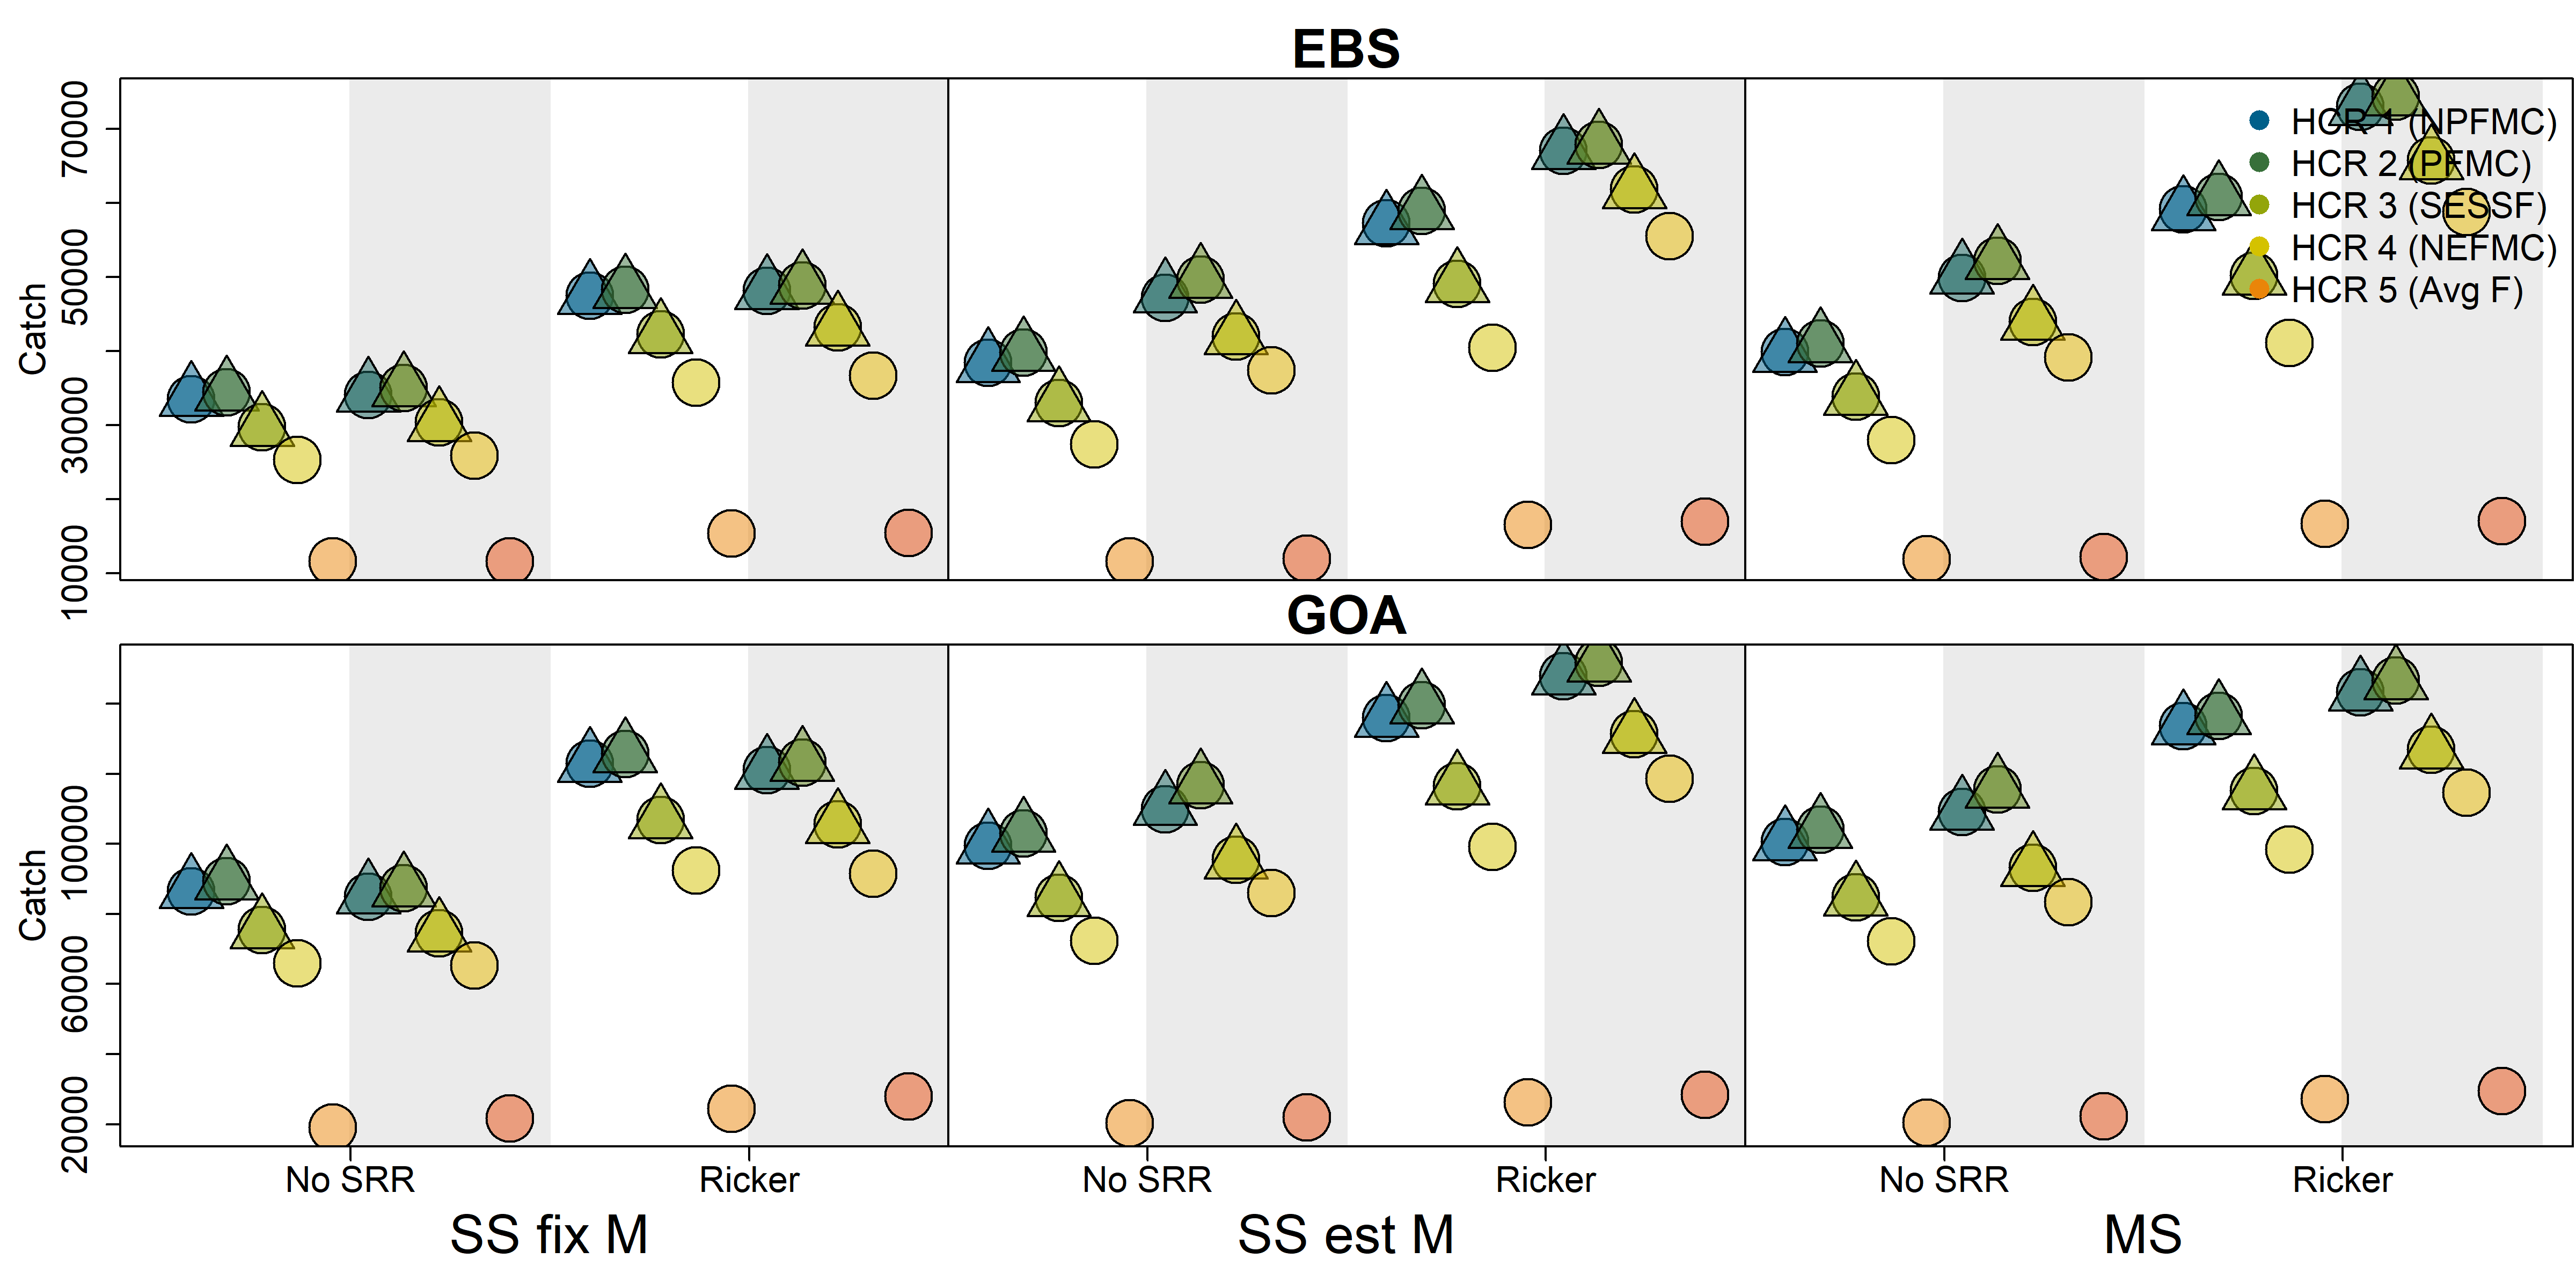 EBS
Catch
70000
50000
30000
10000
HCR 1 (NPFMC)
HCR 2 (PFMC)
HCR 3 (SESSF)
HCR 4 (NEFMC)
HCR 5 (Avg F)
GOA
Catch
100000
60000
20000
No SRR Ricker No SRR Ricker No SRR Ricker
SS fix M SS est M MS